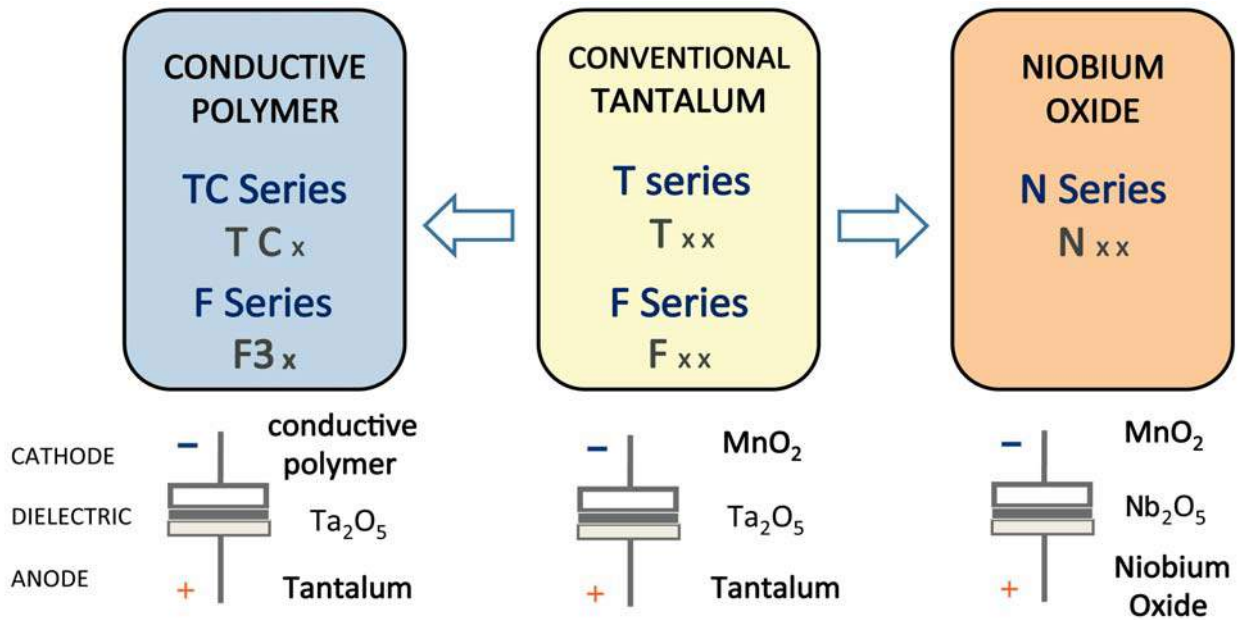 CONDUCTIVE
POLYMER
TC Series
T C x
F Series
F3 x
CONVENTIONAL
TANTALUM
T series
T x x
F Series
F x x
NIOBIUM
OXIDE
N Series
N x x
CATHODE
−
conductive
polymer
−
MnO₂
−
MnO₂
DIELECTRIC
Ta₂O₅
Ta₂O₅
Nb₂O₅
ANODE
+
Tantalum
+
Tantalum
+
Niobium
Oxide